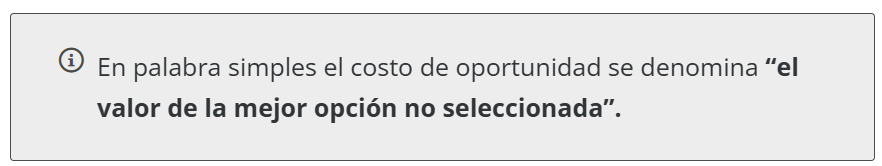 En palabra simples el costo de oportunidad se denomina “el
valor de la mejor opción no seleccionada”.